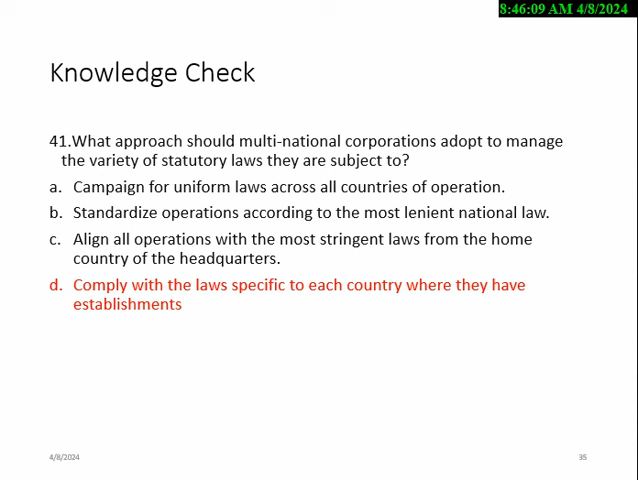 8:46:09 AM 4/8/2024
Knowledge Check
41.What approach should multi-national corporations adopt to manage
the variety of statutory laws they are subject to?
a. Campaign for uniform laws across all countries of operation.
b. Standardize operations according to the most lenient national law.
c. Align all operations with the most stringent laws from the home
country of the headquarters.
d. Comply with the laws specific to each country where they have
establishments
4/8/2024
35